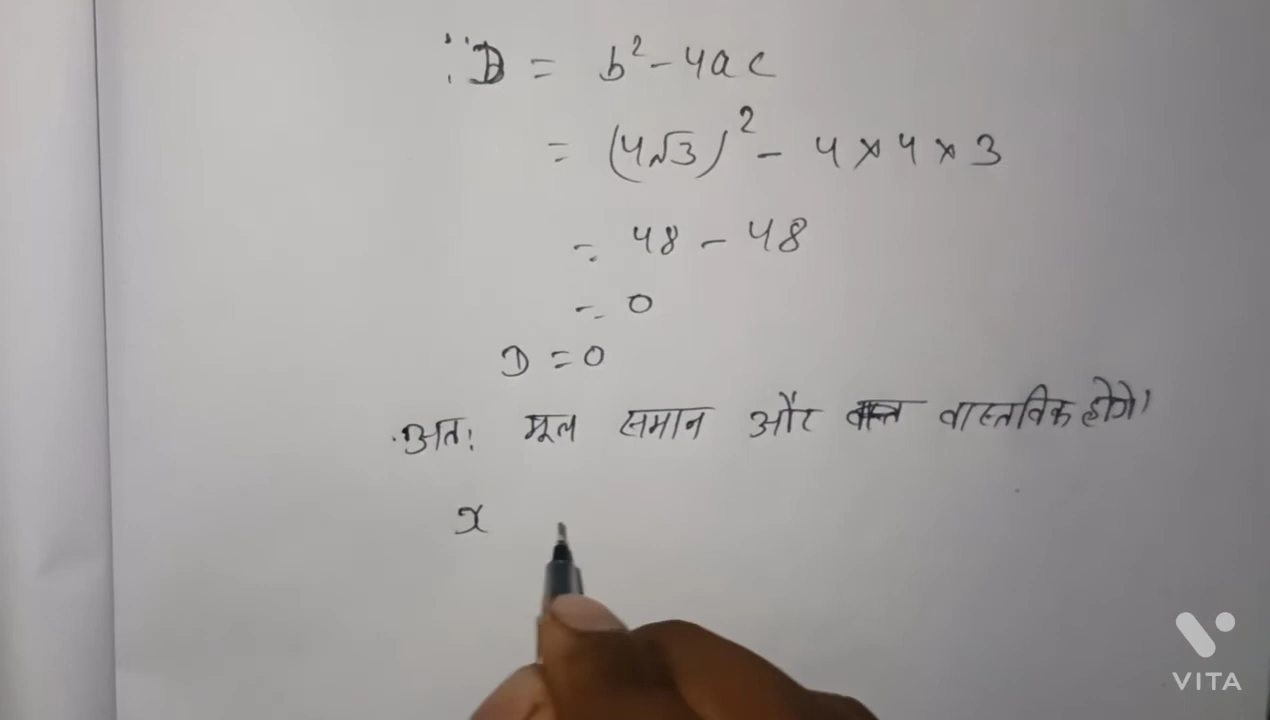 ∵ D = b² - 4ac
= (4√3)² - 4 × 4 × 3
= 48 - 48
= 0
D = 0
अतः मूल समान और वास्तविक होगे।
x
VITA